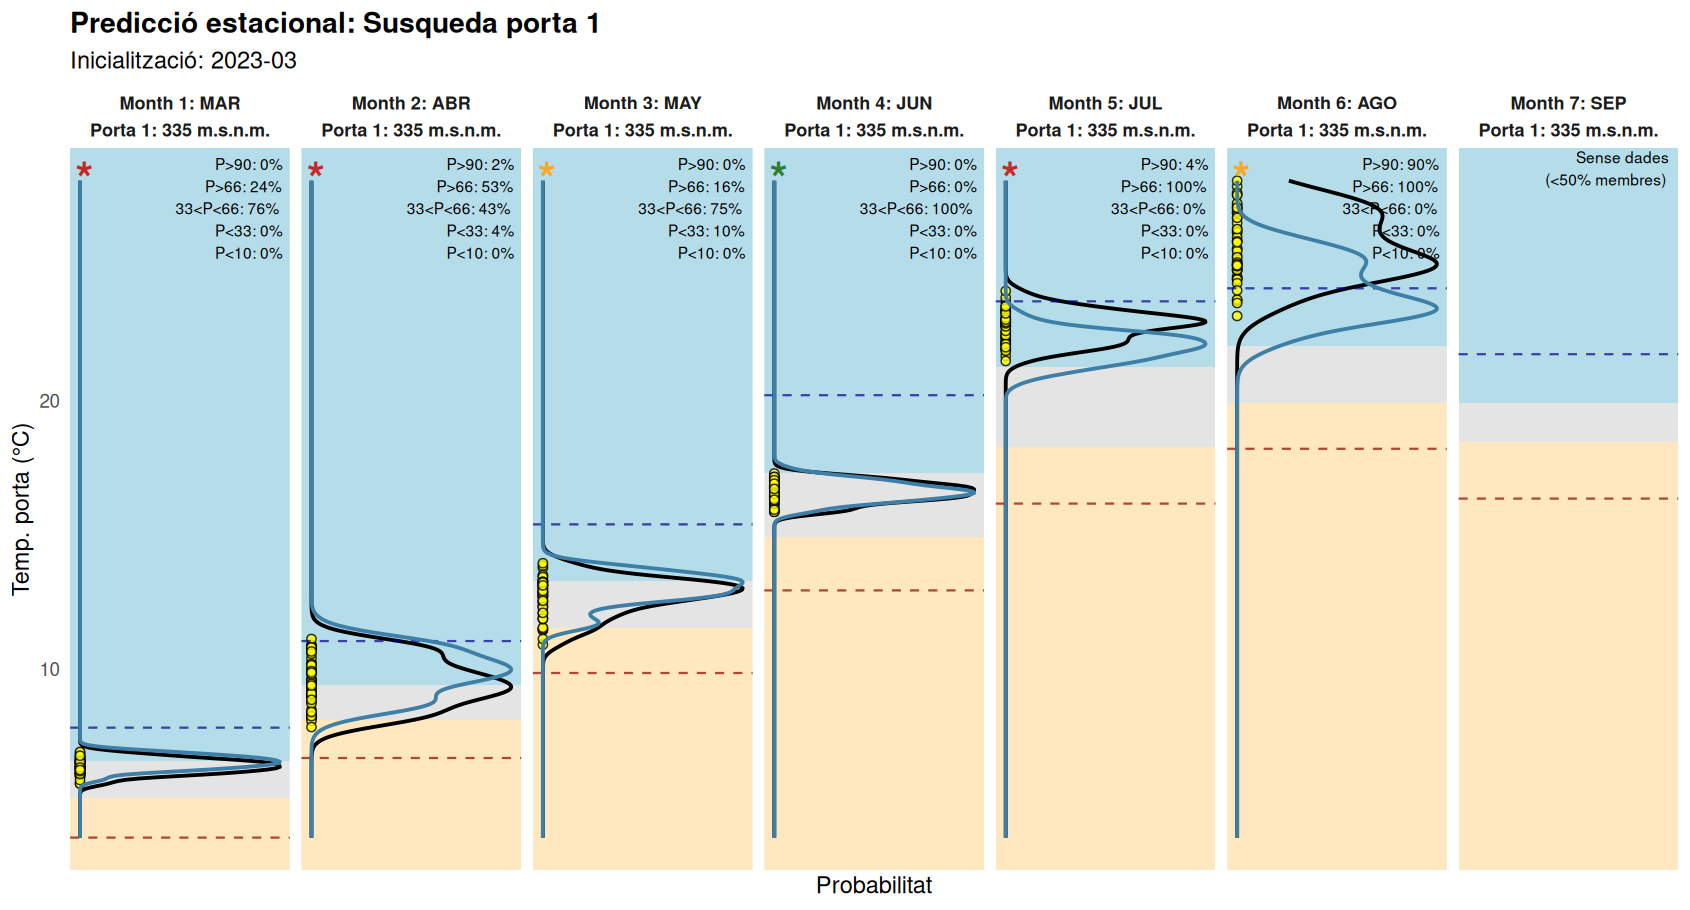 Predicció estacional: Susqueda porta 1
Inicialització: 2023-03
Month 1: MAR
Porta 1: 335 m.s.n.m.
Month 2: ABR
Porta 1: 335 m.s.n.m.
Month 3: MAY
Porta 1: 335 m.s.n.m.
Month 4: JUN
Porta 1: 335 m.s.n.m.
Month 5: JUL
Porta 1: 335 m.s.n.m.
Month 6: AGO
Porta 1: 335 m.s.n.m.
Month 7: SEP
Porta 1: 335 m.s.n.m.
P>90: 0%
P>66: 24%
33<P<66: 76%
P<33: 0%
P<10: 0%
P>90: 2%
P>66: 53%
33<P<66: 43%
P<33: 4%
P<10: 0%
P>90: 0%
P>66: 16%
33<P<66: 75%
P<33: 10%
P<10: 0%
P>90: 0%
P>66: 0%
33<P<66: 100%
P<33: 0%
P<10: 0%
P>90: 4%
P>66: 100%
33<P<66: 0%
P<33: 0%
P<10: 0%
P>90: 90%
P>66: 100%
33<P<66: 0%
P<33: 0%
P<10: 0%
Sense dades
(<50% membres)
20
10
Temp. porta (°C)
Probabilitat